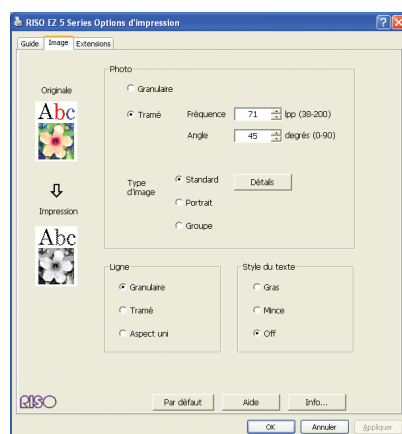 RISO EZ 5 Series Options d'impression
Guide Image Extensions
Photo
Originale
Abc
Granulaire
Tramé Fréquence 71 lpp (38-200)
Angle 45 degrés (0-90)
Type d'image Standard Détails
Portrait
Groupe
Impression
Abc
Ligne
Granulaire
Tramé
Aspect uni
Style du texte
Gras
Mince
Off
RISO
Par défaut Aide Info...
OK Annuler Appliquer